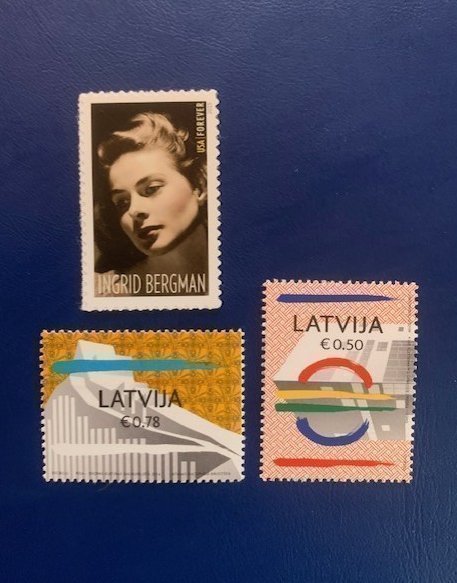 USA | FOREVER
INGRID BERGMAN
LATVIJA
€0.50
LATVIJA
€0.78